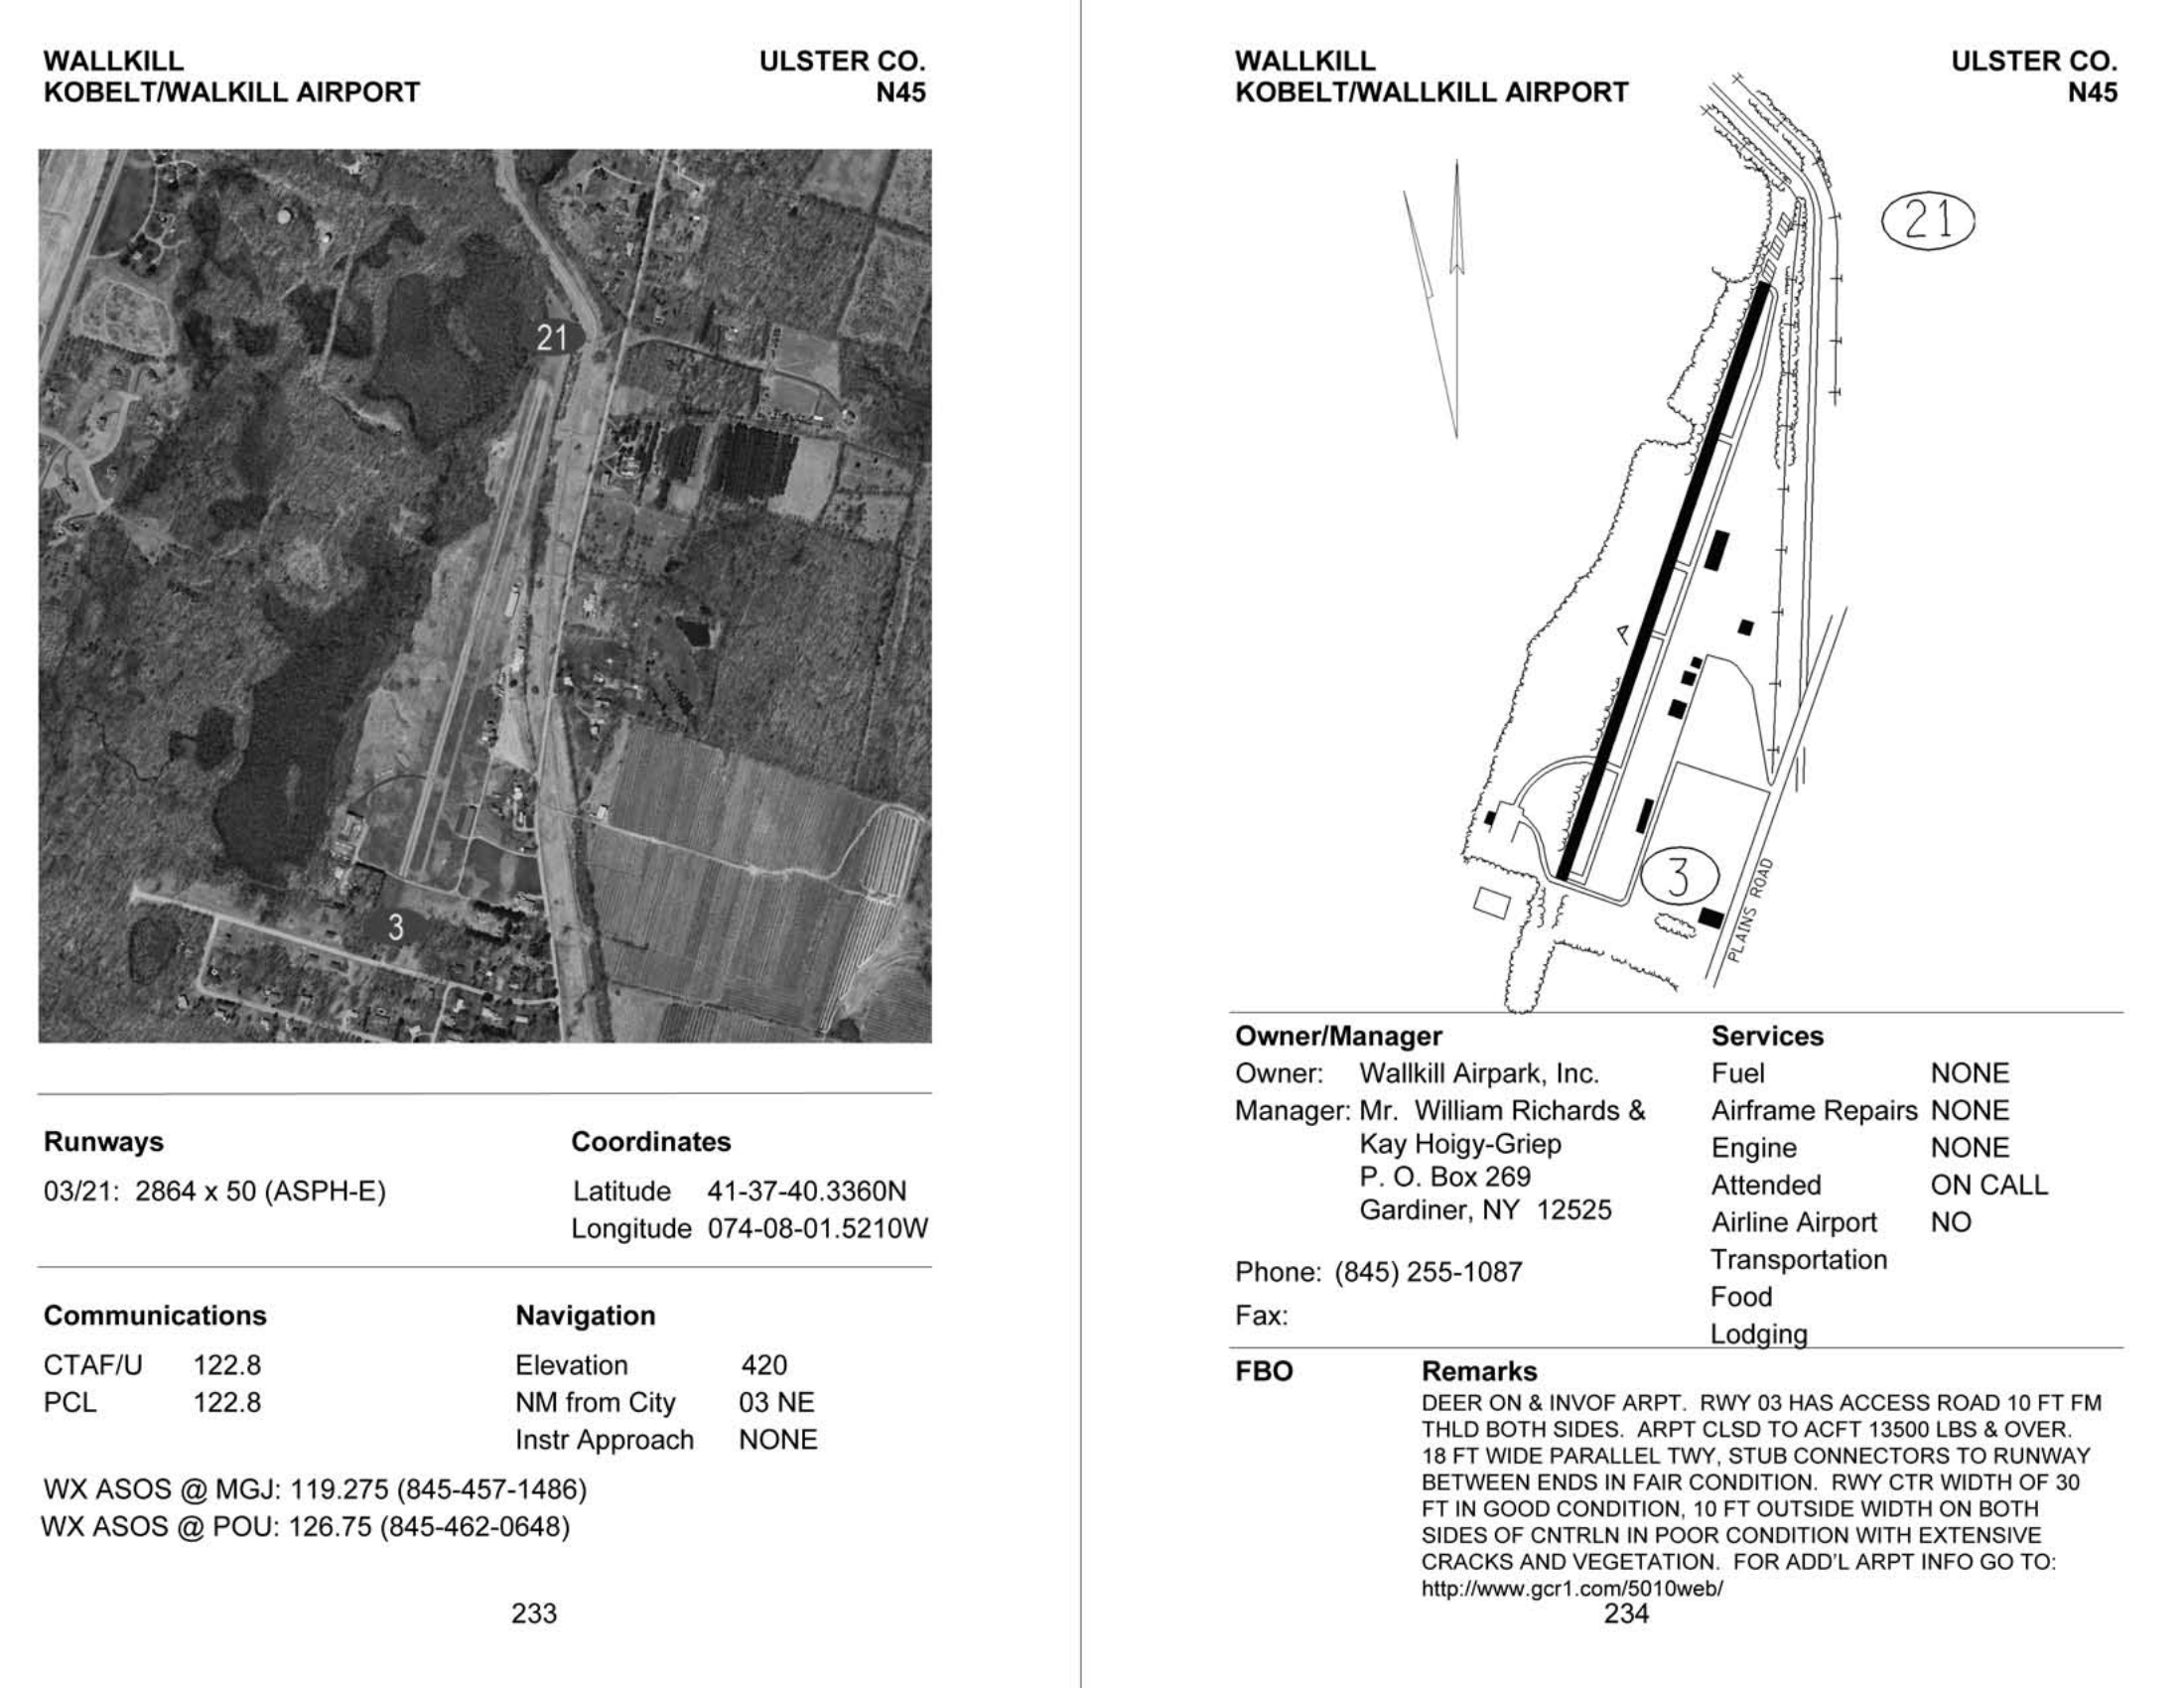 WALLKILL
KOBELT/WALKILL AIRPORT
ULSTER CO.
N45
21
3
Runways
03/21: 2864 x 50 (ASPH-E)
Coordinates
Latitude 41-37-40.3360N
Longitude 074-08-01.5210W
Communications
CTAF/U 122.8
PCL 122.8
Navigation
Elevation 420
NM from City 03 NE
Instr Approach NONE
WX ASOS @ MGJ: 119.275 (845-457-1486)
WX ASOS @ POU: 126.75 (845-462-0648)
233
WALLKILL
KOBELT/WALLKILL AIRPORT
ULSTER CO.
N45
21
3
PLAINS ROAD
Owner/Manager
Owner: Wallkill Airpark, Inc.
Manager: Mr. William Richards &
Kay Hoigy-Griep
P. O. Box 269
Gardiner, NY 12525
Phone: (845) 255-1087
Fax:
Services
Fuel NONE
Airframe Repairs NONE
Engine NONE
Attended ON CALL
Airline Airport NO
Transportation
Food
Lodging
FBO
Remarks
DEER ON & INVOF ARPT. RWY 03 HAS ACCESS ROAD 10 FT FM
THLD BOTH SIDES. ARPT CLSD TO ACFT 13500 LBS & OVER.
18 FT WIDE PARALLEL TWY, STUB CONNECTORS TO RUNWAY
BETWEEN ENDS IN FAIR CONDITION. RWY CTR WIDTH OF 30
FT IN GOOD CONDITION, 10 FT OUTSIDE WIDTH ON BOTH
SIDES OF CNTRLN IN POOR CONDITION WITH EXTENSIVE
CRACKS AND VEGETATION. FOR ADD'L ARPT INFO GO TO:
http://www.gcr1.com/5010web/
234